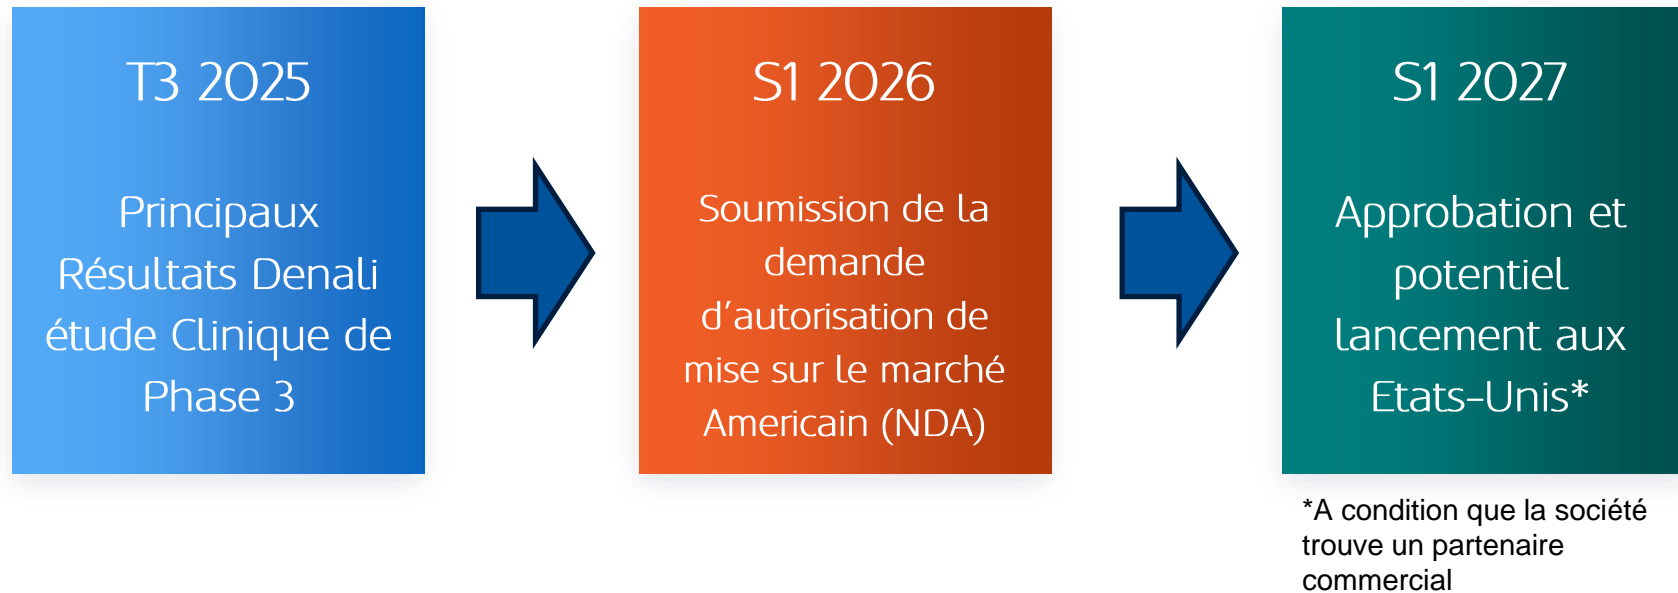 T3 2025
Principaux
Résultats Denali
étude Clinique de
Phase 3
S1 2026
Soumission de la
demande
d’autorisation de
mise sur le marché
Americain (NDA)
S1 2027
Approbation et
potentiel
lancement aux
Etats-Unis*
*A condition que la société
trouve un partenaire
commercial